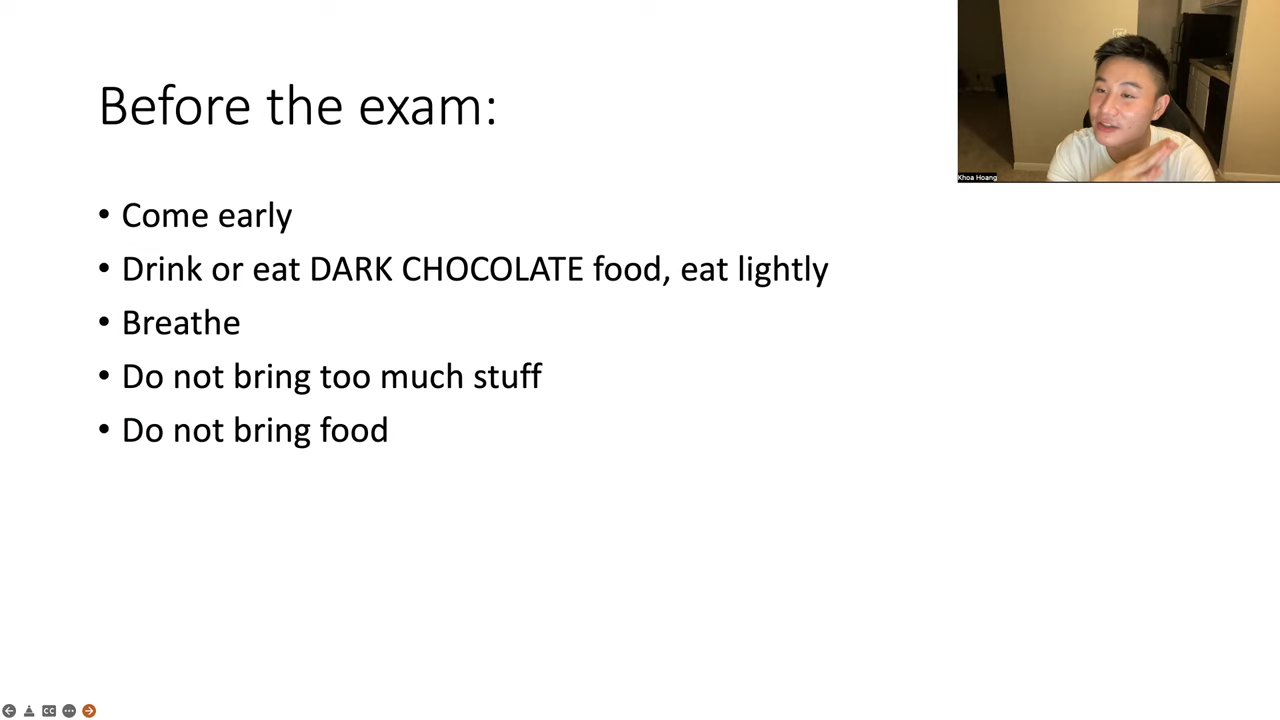 Before the exam:
Khoa Hoang
• Come early
• Drink or eat DARK CHOCOLATE food, eat lightly
• Breathe
• Do not bring too much stuff
• Do not bring food
CC